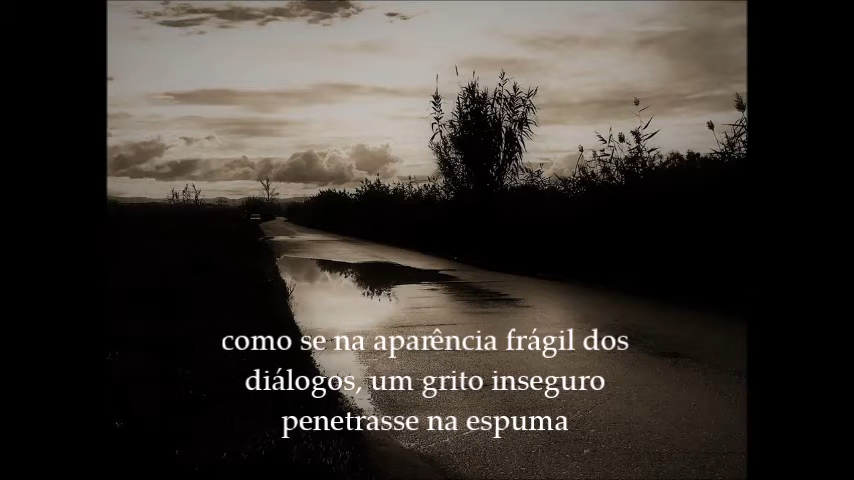 como se na aparência frágil dos
diálogos, um grito inseguro
penetrasse na espuma